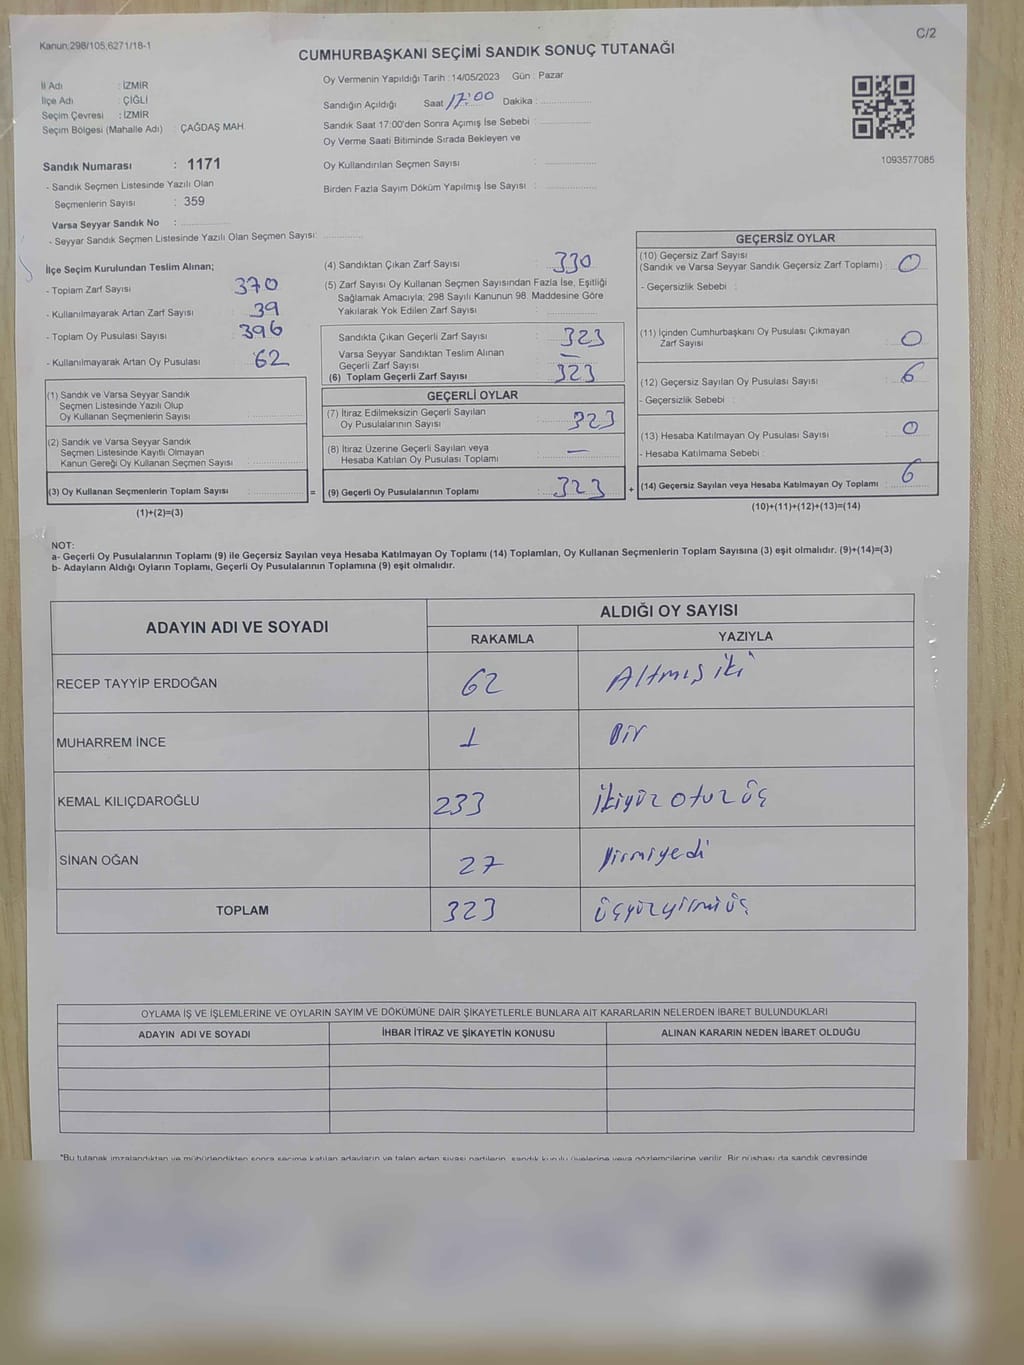 Kanun:298/105,6271/18-1
C/2
CUMHURBAŞKANI SEÇİMİ SANDIK SONUÇ TUTANAĞI
İl Adı : İZMİR
İlçe Adı : ÇİĞLİ
Seçim Çevresi : İZMİR
Seçim Bölgesi (Mahalle Adı) : ÇAĞDAŞ MAH.
Sandık Numarası : 1171
- Sandık Seçmen Listesinde Yazılı Olan
Seçmenlerin Sayısı : 359
Varsa Seyyar Sandık No :
- Seyyar Sandık Seçmen Listesinde Yazılı Olan Seçmen Sayısı:
Oy Vermenin Yapıldığı Tarih : 14/05/2023 Gün : Pazar
Sandığın Açıldığı Saat 17:00 Dakika :
Sandık Saat 17:00'den Sonra Açımış İse Sebebi :
Oy Verme Saati Bitiminde Sırada Bekleyen ve
Oy Kullandırılan Seçmen Sayısı :
Birden Fazla Sayım Döküm Yapılmış İse Sayısı :
1093577085
İlçe Seçim Kurulundan Teslim Alınan;
- Toplam Zarf Sayısı : 370
- Kullanılmayarak Artan Zarf Sayısı : 39
- Toplam Oy Pusulası Sayısı : 396
- Kullanılmayarak Artan Oy Pusulası : 62
(1) Sandık ve Varsa Seyyar Sandık
Seçmen Listesinde Yazılı Olup
Oy Kullanan Seçmenlerin Sayısı :
(2) Sandık ve Varsa Seyyar Sandık
Seçmen Listesinde Kayıtlı Olmayan
Kanun Gereği Oy Kullanan Seçmen Sayısı :
(3) Oy Kullanan Seçmenlerin Toplam Sayısı : =
(1)+(2)=(3)
(4) Sandıktan Çıkan Zarf Sayısı : 330
(5) Zarf Sayısı Oy Kullanan Seçmen Sayısından Fazla İse, Eşitliği
Sağlamak Amacıyla; 298 Sayılı Kanunun 98. Maddesine Göre
Yakılarak Yok Edilen Zarf Sayısı :
Sandıkta Çıkan Geçerli Zarf Sayısı : 323
Varsa Seyyar Sandıktan Teslim Alınan
Geçerli Zarf Sayısı : —
(6) Toplam Geçerli Zarf Sayısı : 323
GEÇERLİ OYLAR
(7) İtiraz Edilmeksizin Geçerli Sayılan
Oy Pusulalarının Sayısı : 323
(8) İtiraz Üzerine Geçerli Sayılan veya
Hesaba Katılan Oy Pusulası Toplamı : —
(9) Geçerli Oy Pusulalarının Toplamı : 323 +
GEÇERSİZ OYLAR
(10) Geçersiz Zarf Sayısı
(Sandık ve Varsa Seyyar Sandık Geçersiz Zarf Toplamı) : 0
- Geçersizlik Sebebi :
(11) İçinden Cumhurbaşkanı Oy Pusulası Çıkmayan
Zarf Sayısı : 0
(12) Geçersiz Sayılan Oy Pusulası Sayısı : 6
- Geçersizlik Sebebi :
(13) Hesaba Katılmayan Oy Pusulası Sayısı : 0
- Hesaba Katılmama Sebebi :
(14) Geçersiz Sayılan veya Hesaba Katılmayan Oy Toplamı : 6
(10)+(11)+(12)+(13)=(14)
NOT:
a- Geçerli Oy Pusulalarının Toplamı (9) ile Geçersiz Sayılan veya Hesaba Katılmayan Oy Toplamı (14) Toplamları, Oy Kullanan Seçmenlerin Toplam Sayısına (3) eşit olmalıdır. (9)+(14)=(3)
b- Adayların Aldığı Oyların Toplamı, Geçerli Oy Pusulalarının Toplamına (9) eşit olmalıdır.
ADAYIN ADI VE SOYADI
ALDIĞI OY SAYISI
RAKAMLA YAZIYLA
RECEP TAYYİP ERDOĞAN 62 Altmış iki
MUHARREM İNCE 1 Bir
KEMAL KILIÇDAROĞLU 233 İkiyüz otuz üç
SİNAN OĞAN 27 Yirmiyedi
TOPLAM 323 üçyüzyirmi üç
OYLAMA İŞ VE İŞLEMLERİNE VE OYLARIN SAYIM VE DÖKÜMÜNE DAİR ŞİKAYETLERLE BUNLARA AİT KARARLARIN NELERDEN İBARET BULUNDUKLARI
ADAYIN ADI VE SOYADI İHBAR İTİRAZ VE ŞİKAYETİN KONUSU ALINAN KARARIN NEDEN İBARET OLDUĞU
*Bu tutanak imzalandıktan ve mühürlendikten sonra seçime katılan adayların ve talep eden siyasi partilerin, sandık kurulu üyelerine veya gözlemcilerine verilir. Bir nüshası da sandık çevresinde